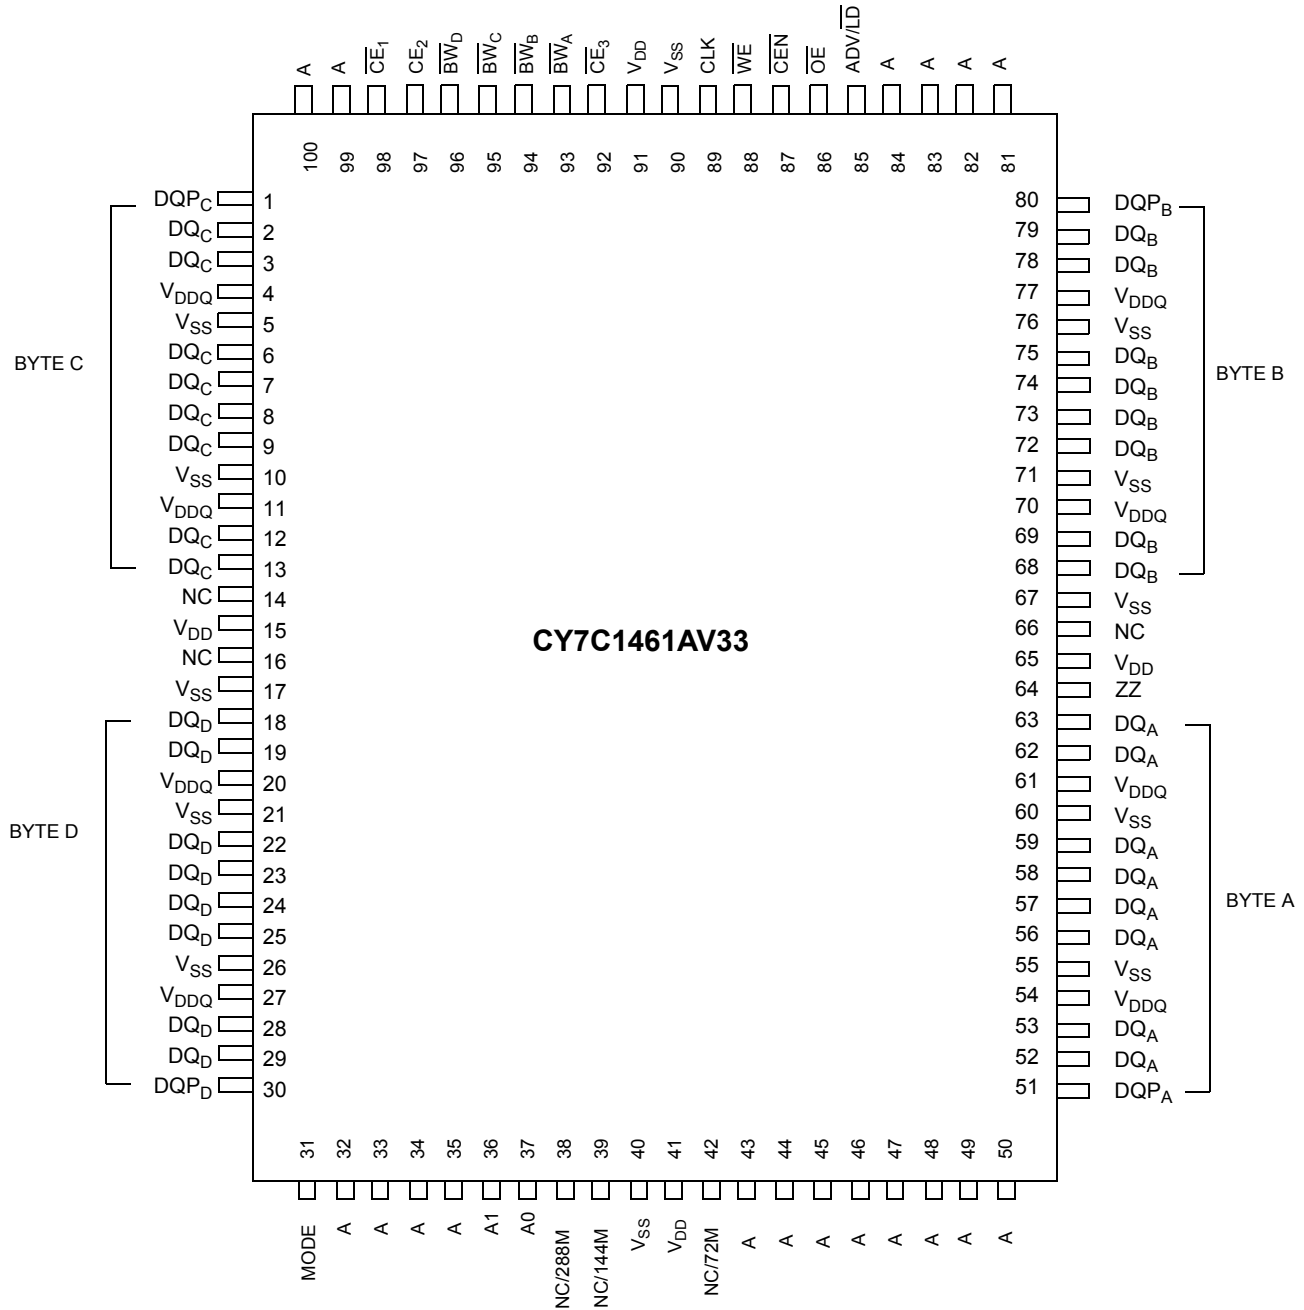 A A CE1 CE2 BWD BWC BWB BWA CE3 VDD VSS CLK WE CEN OE ADV/LD A A A A
100 99 98 97 96 95 94 93 92 91 90 89 88 87 86 85 84 83 82 81
DQPC 1 80 DQPB
DQC 2 79 DQB
DQC 3 78 DQB
VDDQ 4 77 VDDQ
VSS 5 76 VSS
DQC 6 75 DQB
BYTE C DQC 7 74 DQB BYTE B
DQC 8 73 DQB
DQC 9 72 DQB
VSS 10 71 VSS
VDDQ 11 70 VDDQ
DQC 12 69 DQB
DQC 13 68 DQB
NC 14 67 VSS
VDD 15 CY7C1461AV33 66 NC
NC 16 65 VDD
VSS 17 64 ZZ
DQD 18 63 DQA
DQD 19 62 DQA
VDDQ 20 61 VDDQ
VSS 21 60 VSS
BYTE D DQD 22 59 DQA
DQD 23 58 DQA
DQD 24 57 DQA BYTE A
DQD 25 56 DQA
VSS 26 55 VSS
VDDQ 27 54 VDDQ
DQD 28 53 DQA
DQD 29 52 DQA
DQPD 30 51 DQPA
31 32 33 34 35 36 37 38 39 40 41 42 43 44 45 46 47 48 49 50
MODE A A A A A1 A0 NC/288M NC/144M VSS VDD NC/72M A A A A A A A A